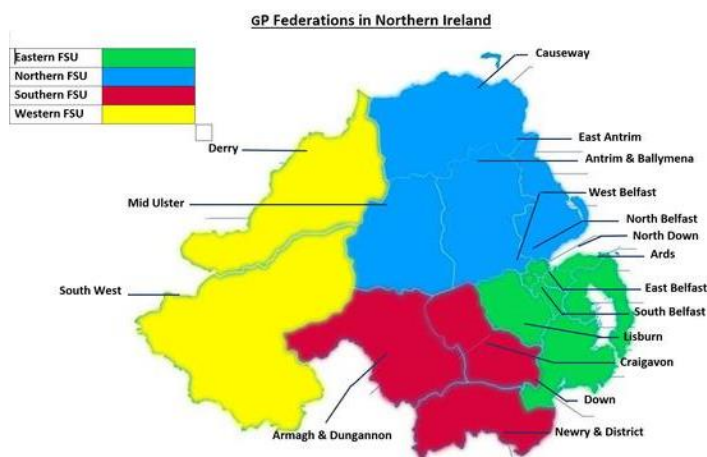 GP Federations in Northern Ireland
Eastern FSU
Northern FSU
Southern FSU
Western FSU
Causeway
East Antrim
Derry
Antrim & Ballymena
West Belfast
Mid Ulster
North Belfast
North Down
Ards
East Belfast
South West
South Belfast
Lisburn
Craigavon
Down
Armagh & Dungannon
Newry & District